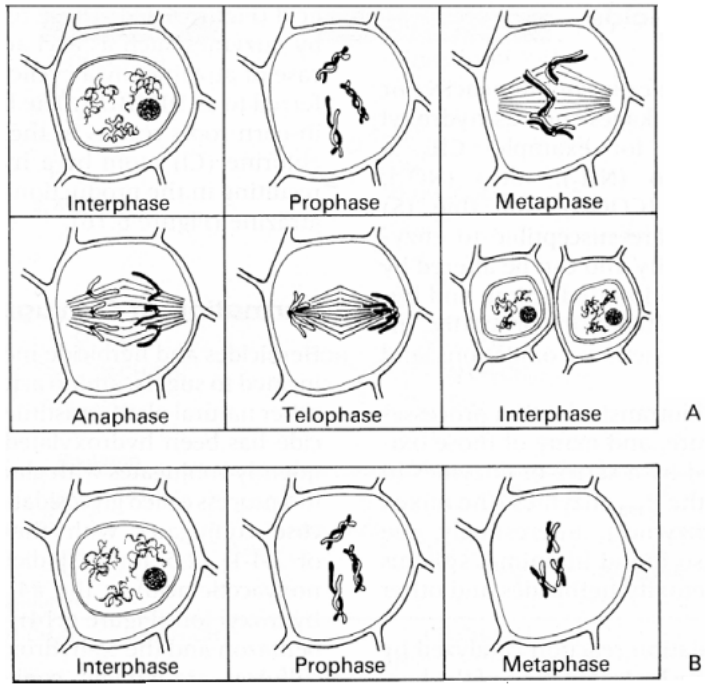 Interphase
Prophase
Metaphase
Anaphase
Telophase
Interphase
A
Interphase
Prophase
Metaphase
B